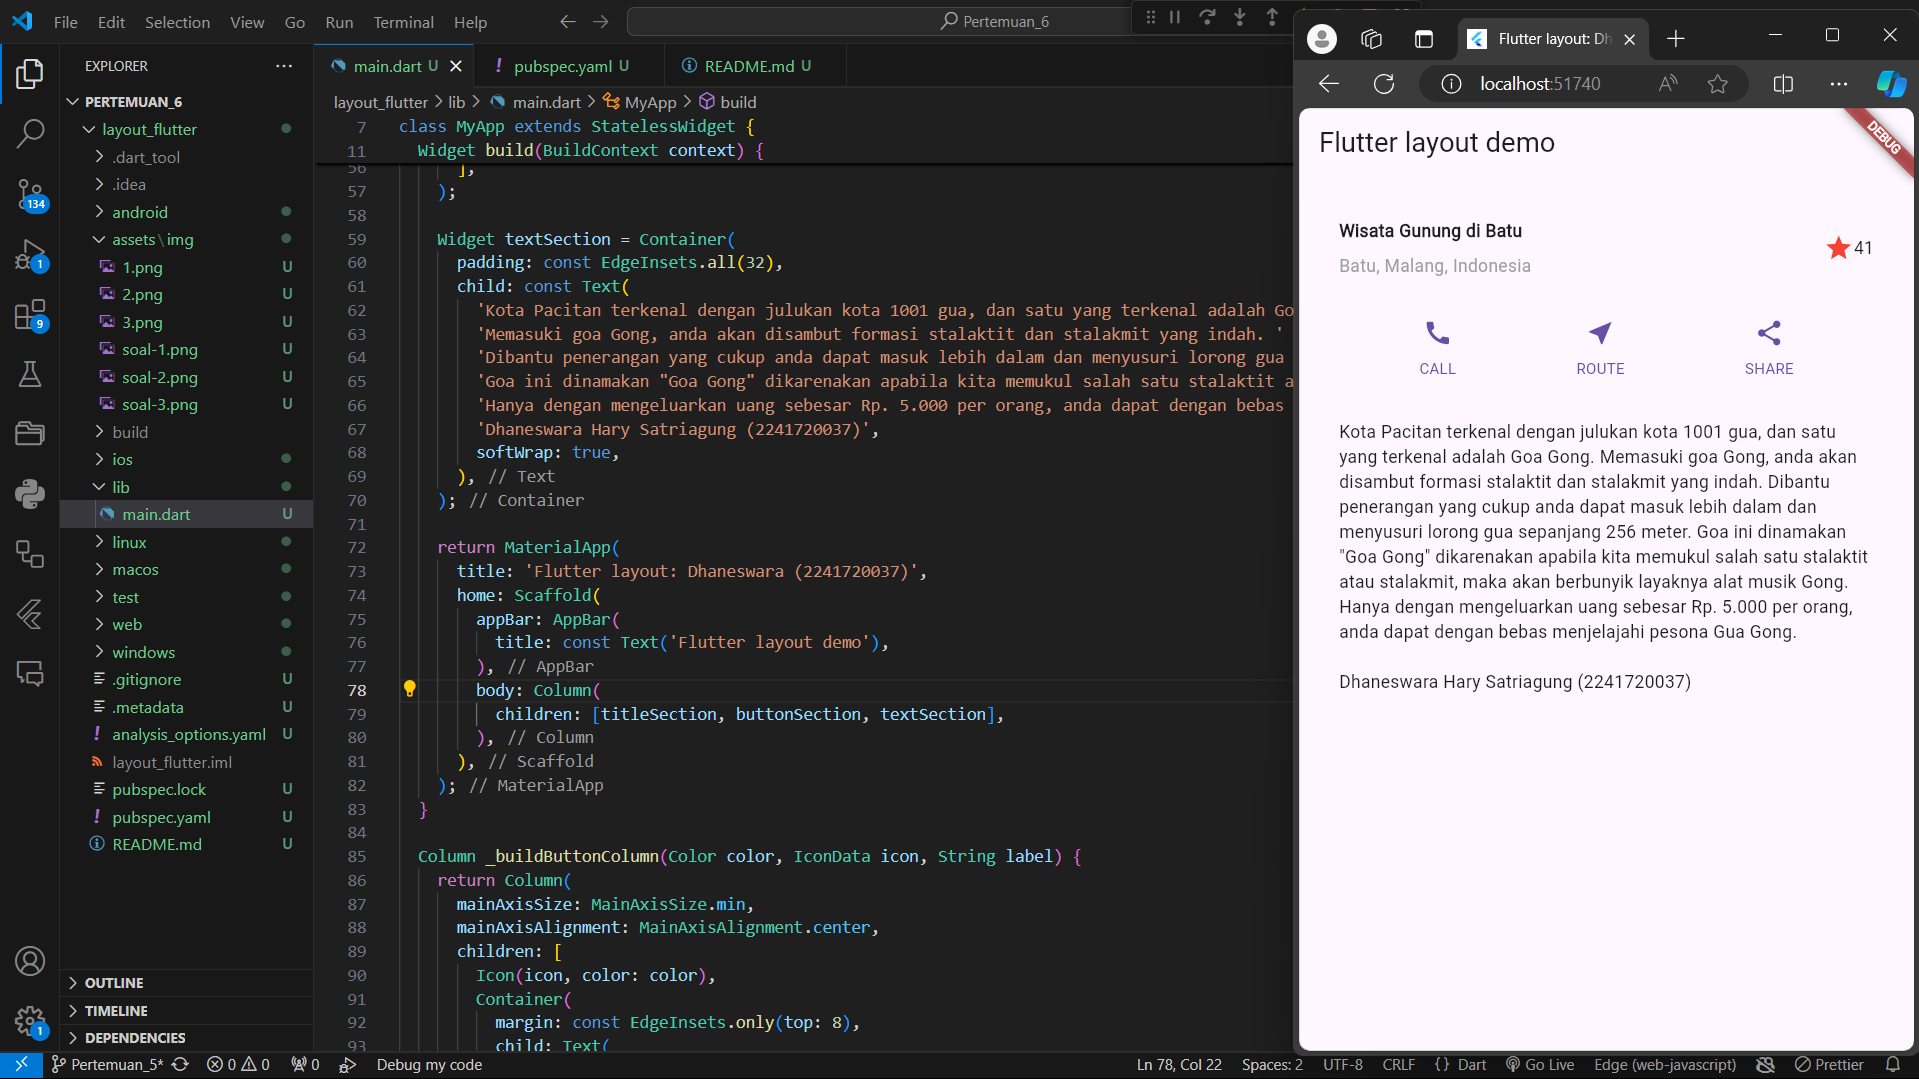 File Edit Selection View Go Run Terminal Help
Pertemuan_6
EXPLORER
PERTEMUAN_6
layout_flutter
.dart_tool
.idea
android
assets\img
1.png U
2.png U
3.png U
soal-1.png U
soal-2.png U
soal-3.png U
build
ios
lib
main.dart U
linux
macos
test
web
windows
.gitignore U
.metadata U
analysis_options.yaml U
layout_flutter.iml
pubspec.lock U
pubspec.yaml U
README.md U
OUTLINE
TIMELINE
DEPENDENCIES
134
1
9
1
main.dart U
pubspec.yaml U
README.md U
layout_flutter > lib > main.dart > MyApp > build
7 class MyApp extends StatelessWidget {
11 Widget build(BuildContext context) {
56 ],
57 );
58
59 Widget textSection = Container(
60 padding: const EdgeInsets.all(32),
61 child: const Text(
62 'Kota Pacitan terkenal dengan julukan kota 1001 gua, dan satu yang terkenal adalah Go
63 'Memasuki goa Gong, anda akan disambut formasi stalaktit dan stalakmit yang indah. '
64 'Dibantu penerangan yang cukup anda dapat masuk lebih dalam dan menyusuri lorong gua
65 'Goa ini dinamakan "Goa Gong" dikarenakan apabila kita memukul salah satu stalaktit a
66 'Hanya dengan mengeluarkan uang sebesar Rp. 5.000 per orang, anda dapat dengan bebas
67 'Dhaneswara Hary Satriagung (2241720037)',
68 softWrap: true,
69 ), // Text
70 ); // Container
71
72 return MaterialApp(
73 title: 'Flutter layout: Dhaneswara (2241720037)',
74 home: Scaffold(
75 appBar: AppBar(
76 title: const Text('Flutter layout demo'),
77 ), // AppBar
78 body: Column(
79 children: [titleSection, buttonSection, textSection],
80 ), // Column
81 ), // Scaffold
82 ); // MaterialApp
83 }
84
85 Column _buildButtonColumn(Color color, IconData icon, String label) {
86 return Column(
87 mainAxisSize: MainAxisSize.min,
88 mainAxisAlignment: MainAxisAlignment.center,
89 children: [
90 Icon(icon, color: color),
91 Container(
92 margin: const EdgeInsets.only(top: 8),
93 child: Text(
Flutter layout: Dh
localhost:51740
Flutter layout demo
DEBUG
Wisata Gunung di Batu
Batu, Malang, Indonesia
41
CALL ROUTE SHARE
Kota Pacitan terkenal dengan julukan kota 1001 gua, dan satu
yang terkenal adalah Goa Gong. Memasuki goa Gong, anda akan
disambut formasi stalaktit dan stalakmit yang indah. Dibantu
penerangan yang cukup anda dapat masuk lebih dalam dan
menyusuri lorong gua sepanjang 256 meter. Goa ini dinamakan
"Goa Gong" dikarenakan apabila kita memukul salah satu stalaktit
atau stalakmit, maka akan berbunyik layaknya alat musik Gong.
Hanya dengan mengeluarkan uang sebesar Rp. 5.000 per orang,
anda dapat dengan bebas menjelajahi pesona Gua Gong.
Dhaneswara Hary Satriagung (2241720037)
Pertemuan_5* 0 0 0 Debug my code Ln 78, Col 22 Spaces: 2 UTF-8 CRLF {} Dart Go Live Edge (web-javascript) Prettier